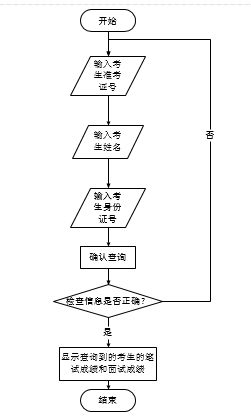 开始
输入考
生准考
证号
否
输入考
生姓名
输入考
生身份
证号
确认查询
检查信息是否正确？
是
显示查询到的考生的笔
试成绩和面试成绩
结束